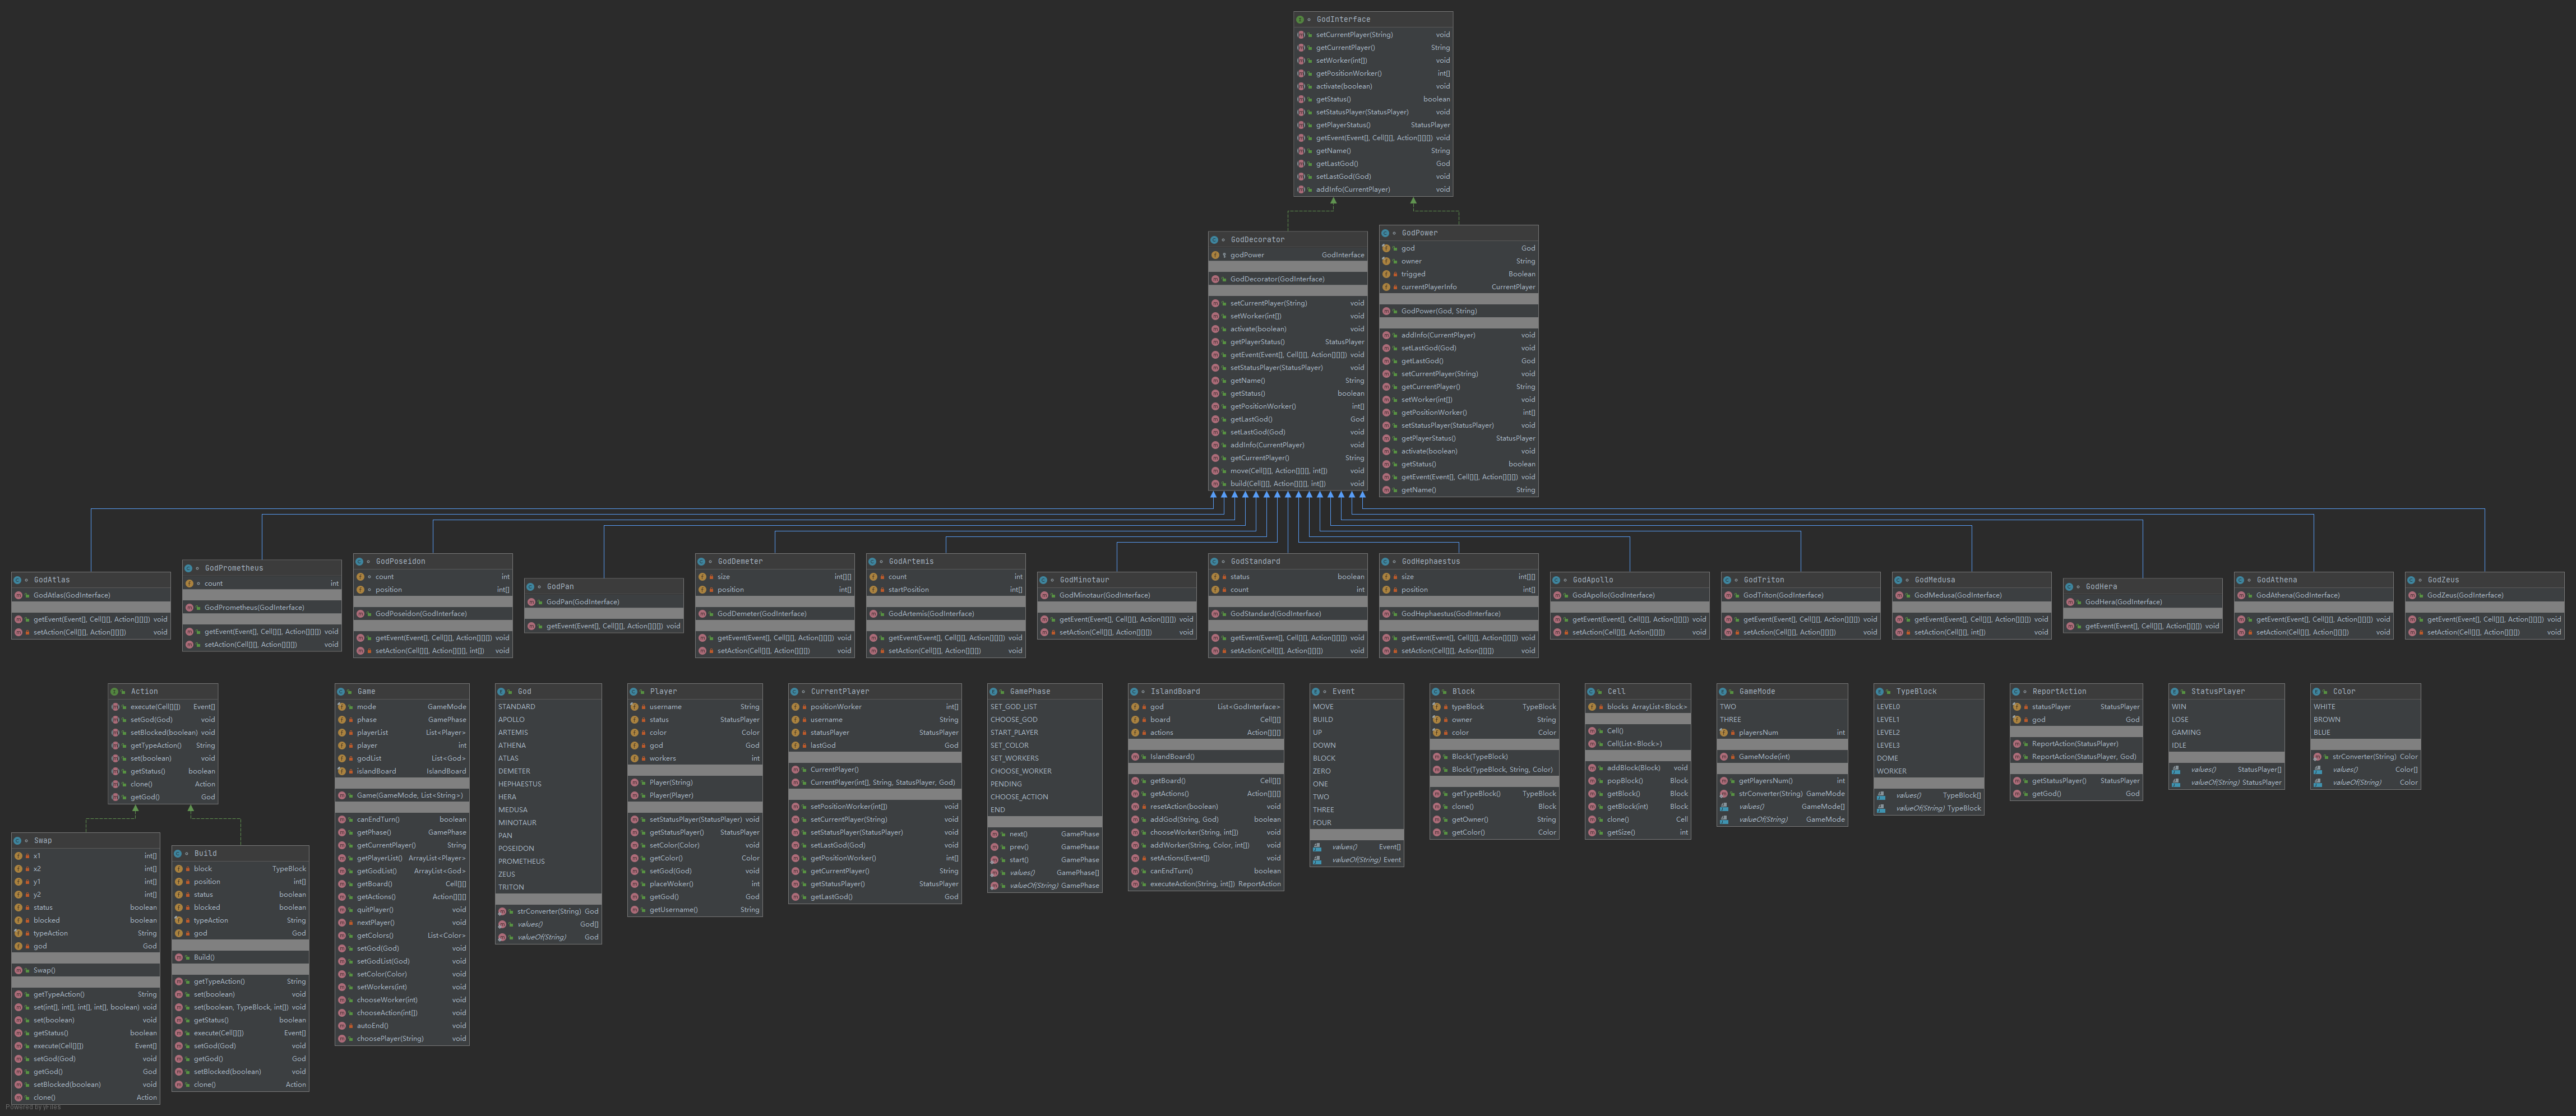 GodInterface
setCurrentPlayer(String) void
getCurrentPlayer() String
setWorker(int[]) void
getPositionWorker() int[]
activate(boolean) void
getStatus() boolean
setStatusPlayer(StatusPlayer) void
getPlayerStatus() StatusPlayer
getEvent(Event[], Cell[][], Action[][][]) void
getName() String
getLastGod() God
setLastGod(God) void
addInfo(CurrentPlayer) void
GodDecorator
godPower GodInterface
GodDecorator(GodInterface)
setCurrentPlayer(String) void
setWorker(int[]) void
activate(boolean) void
getPlayerStatus() StatusPlayer
getEvent(Event[], Cell[][], Action[][][]) void
setStatusPlayer(StatusPlayer) void
getName() String
getStatus() boolean
getPositionWorker() int[]
getLastGod() God
setLastGod(God) void
addInfo(CurrentPlayer) void
getCurrentPlayer() String
move(Cell[][], Action[][][], int[]) void
build(Cell[][], Action[][][], int[]) void
GodPower
god God
owner String
trigged Boolean
currentPlayerInfo CurrentPlayer
GodPower(God, String)
addInfo(CurrentPlayer) void
setLastGod(God) void
getLastGod() God
setCurrentPlayer(String) void
getCurrentPlayer() String
setWorker(int[]) void
getPositionWorker() int[]
setStatusPlayer(StatusPlayer) void
getPlayerStatus() StatusPlayer
activate(boolean) void
getStatus() boolean
getEvent(Event[], Cell[][], Action[][][]) void
getName() String
GodAtlas
GodAtlas(GodInterface)
getEvent(Event[], Cell[][], Action[][][]) void
setAction(Cell[][], Action[][][]) void
GodPrometheus
count int
GodPrometheus(GodInterface)
getEvent(Event[], Cell[][], Action[][][]) void
setAction(Cell[][], Action[][][]) void
GodPoseidon
count int
position int[]
GodPoseidon(GodInterface)
getEvent(Event[], Cell[][], Action[][][]) void
setAction(Cell[][], Action[][][], int[]) void
GodPan
GodPan(GodInterface)
getEvent(Event[], Cell[][], Action[][][]) void
GodDemeter
size int[][]
position int[]
GodDemeter(GodInterface)
getEvent(Event[], Cell[][], Action[][][]) void
setAction(Cell[][], Action[][][]) void
GodArtemis
count int
startPosition int[]
GodArtemis(GodInterface)
getEvent(Event[], Cell[][], Action[][][]) void
setAction(Cell[][], Action[][][]) void
GodMinotaur
GodMinotaur(GodInterface)
getEvent(Event[], Cell[][], Action[][][]) void
setAction(Cell[][], Action[][][]) void
GodStandard
status boolean
count int
GodStandard(GodInterface)
getEvent(Event[], Cell[][], Action[][][]) void
setAction(Cell[][], Action[][][]) void
GodHephaestus
size int[][]
position int[]
GodHephaestus(GodInterface)
getEvent(Event[], Cell[][], Action[][][]) void
setAction(Cell[][], Action[][][]) void
GodApollo
GodApollo(GodInterface)
getEvent(Event[], Cell[][], Action[][][]) void
setAction(Cell[][], Action[][][]) void
GodTriton
GodTriton(GodInterface)
getEvent(Event[], Cell[][], Action[][][]) void
setAction(Cell[][], Action[][][]) void
GodMedusa
GodMedusa(GodInterface)
getEvent(Event[], Cell[][], Action[][][]) void
setAction(Cell[][], int[]) void
GodHera
GodHera(GodInterface)
getEvent(Event[], Cell[][], Action[][][]) void
GodAthena
GodAthena(GodInterface)
getEvent(Event[], Cell[][], Action[][][]) void
setAction(Cell[][], Action[][][]) void
GodZeus
GodZeus(GodInterface)
getEvent(Event[], Cell[][], Action[][][]) void
setAction(Cell[][], Action[][][]) void
Action
execute(Cell[][]) Event[]
setGod(God) void
setBlocked(boolean) void
getTypeAction() String
set(boolean) void
getStatus() boolean
clone() Action
getGod() God
Swap
x1 int[]
x2 int[]
y1 int[]
y2 int[]
status boolean
blocked boolean
typeAction String
god God
Swap()
getTypeAction() String
set(int[], int[], int[], int[], boolean) void
set(boolean) void
getStatus() boolean
execute(Cell[][]) Event[]
setGod(God) void
getGod() God
setBlocked(boolean) void
clone() Action
Build
block TypeBlock
position int[]
status boolean
blocked boolean
typeAction String
god God
Build()
getTypeAction() String
set(boolean) void
set(boolean, TypeBlock, int[]) void
getStatus() boolean
execute(Cell[][]) Event[]
setGod(God) void
getGod() God
setBlocked(boolean) void
clone() Action
Game
mode GameMode
phase GamePhase
playerList List<Player>
player int
godList List<God>
islandBoard IslandBoard
Game(GameMode, List<String>)
canEndTurn() boolean
getPhase() GamePhase
getCurrentPlayer() String
getPlayerList() ArrayList<Player>
getGodList() ArrayList<God>
getBoard() Cell[][]
getActions() Action[][][]
quitPlayer() void
nextPlayer() void
getColors() List<Color>
setGod(God) void
setGodList(God) void
setColor(Color) void
setWorkers(int) void
chooseWorker(int) void
chooseAction(int[]) void
autoEnd() void
choosePlayer(String) void
God
STANDARD
APOLLO
ARTEMIS
ATHENA
ATLAS
DEMETER
HEPHAESTUS
HERA
MEDUSA
MINOTAUR
PAN
POSEIDON
PROMETHEUS
ZEUS
TRITON
strConverter(String) God
values() God[]
valueOf(String) God
Player
username String
status StatusPlayer
color Color
god God
workers int
Player(String)
Player(Player)
setStatusPlayer(StatusPlayer) void
getStatusPlayer() StatusPlayer
setColor(Color) void
getColor() Color
setGod(God) void
placeWoker() int
getGod() God
getUsername() String
CurrentPlayer
positionWorker int[]
username String
statusPlayer StatusPlayer
lastGod God
CurrentPlayer()
CurrentPlayer(int[], String, StatusPlayer, God)
setPositionWorker(int[]) void
setCurrentPlayer(String) void
setStatusPlayer(StatusPlayer) void
setLastGod(God) void
getPositionWorker() int[]
getCurrentPlayer() String
getStatusPlayer() StatusPlayer
getLastGod() God
GamePhase
SET_GOD_LIST
CHOOSE_GOD
START_PLAYER
SET_COLOR
SET_WORKERS
CHOOSE_WORKER
PENDING
CHOOSE_ACTION
END
next() GamePhase
prev() GamePhase
start() GamePhase
values() GamePhase[]
valueOf(String) GamePhase
IslandBoard
god List<GodInterface>
board Cell[][]
actions Action[][][]
IslandBoard()
getBoard() Cell[][]
getActions() Action[][][]
resetAction(boolean) void
addGod(String, God) boolean
chooseWorker(String, int[]) void
addWorker(String, Color, int[]) void
setActions(Event[]) void
canEndTurn() boolean
executeAction(String, int[]) ReportAction
Event
MOVE
BUILD
UP
DOWN
BLOCK
ZERO
ONE
TWO
THREE
FOUR
values() Event[]
valueOf(String) Event
Block
typeBlock TypeBlock
owner String
color Color
Block(TypeBlock)
Block(TypeBlock, String, Color)
getTypeBlock() TypeBlock
clone() Block
getOwner() String
getColor() Color
Cell
blocks ArrayList<Block>
Cell()
Cell(List<Block>)
addBlock(Block) void
popBlock() Block
getBlock() Block
getBlock(int) Block
clone() Cell
getSize() int
GameMode
TWO
THREE
playersNum int
GameMode(int)
getPlayersNum() int
strConverter(String) GameMode
values() GameMode[]
valueOf(String) GameMode
TypeBlock
LEVEL0
LEVEL1
LEVEL2
LEVEL3
DOME
WORKER
values() TypeBlock[]
valueOf(String) TypeBlock
ReportAction
statusPlayer StatusPlayer
god God
ReportAction(StatusPlayer)
ReportAction(StatusPlayer, God)
getStatusPlayer() StatusPlayer
getGod() God
StatusPlayer
WIN
LOSE
GAMING
IDLE
values() StatusPlayer[]
valueOf(String) StatusPlayer
Color
WHITE
BROWN
BLUE
strConverter(String) Color
values() Color[]
valueOf(String) Color
Powered by yFiles